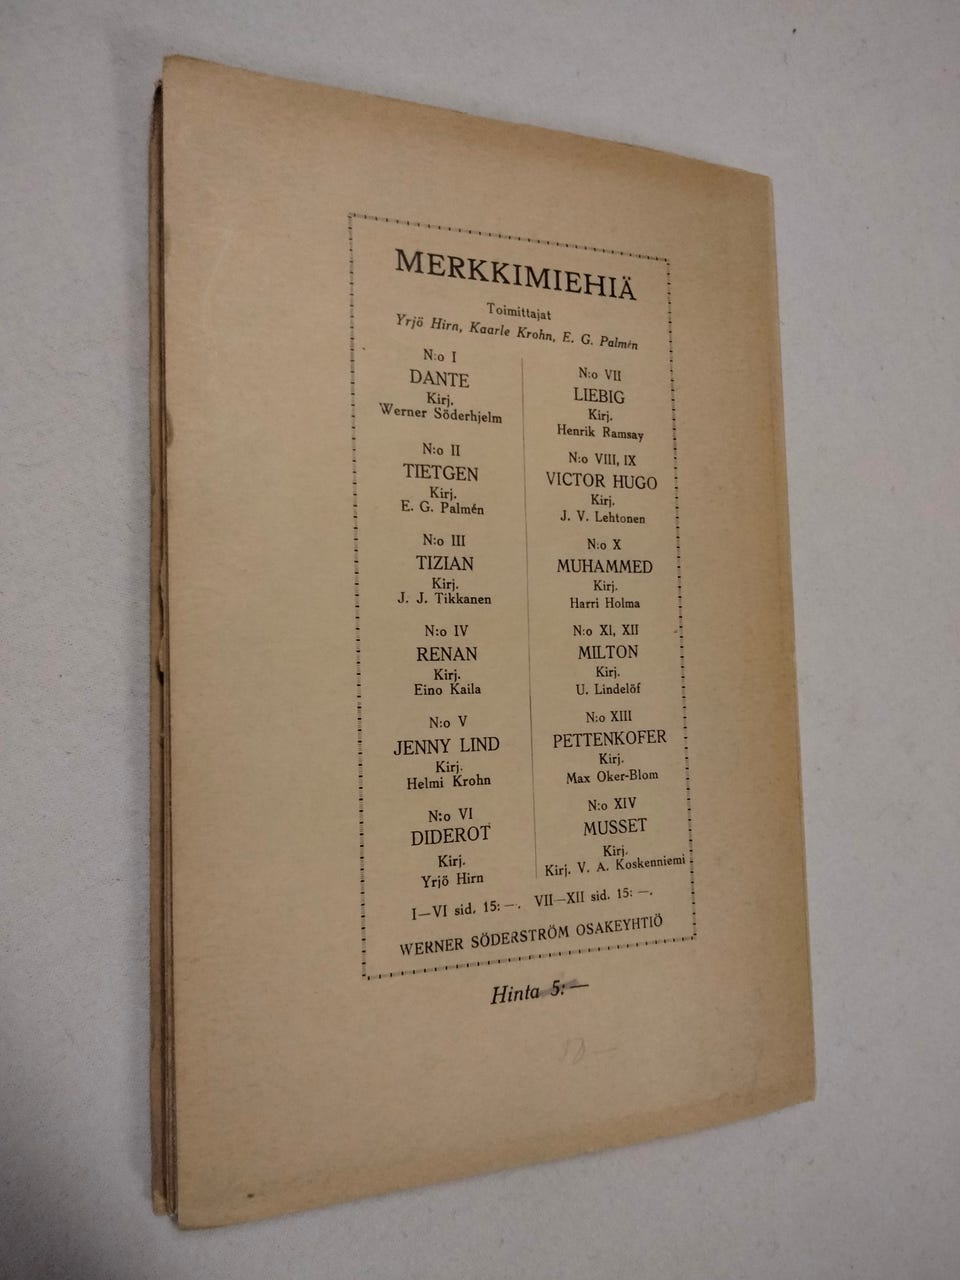 MERKKIMIEHIÄ
Toimittajat
Yrjö Hirn, Kaarle Krohn, E. G. Palmén
N:o I
DANTE
Kirj.
Werner Söderhjelm
N:o II
TIETGEN
Kirj.
E. G. Palmén
N:o III
TIZIAN
Kirj.
J. J. Tikkanen
N:o IV
RENAN
Kirj.
Eino Kaila
N:o V
JENNY LIND
Kirj.
Helmi Krohn
N:o VI
DIDEROT
Kirj.
Yrjö Hirn
N:o VII
LIEBIG
Kirj.
Henrik Ramsay
N:o VIII, IX
VICTOR HUGO
Kirj.
J. V. Lehtonen
N:o X
MUHAMMED
Kirj.
Harri Holma
N:o XI, XII
MILTON
Kirj.
U. Lindelöf
N:o XIII
PETTENKOFER
Kirj.
Max Oker-Blom
N:o XIV
MUSSET
Kirj.
Kirj. V. A. Koskenniemi
I—VI sid. 15: —. VII—XII sid. 15: —.
WERNER SÖDERSTRÖM OSAKEYHTIÖ
Hinta 5: —